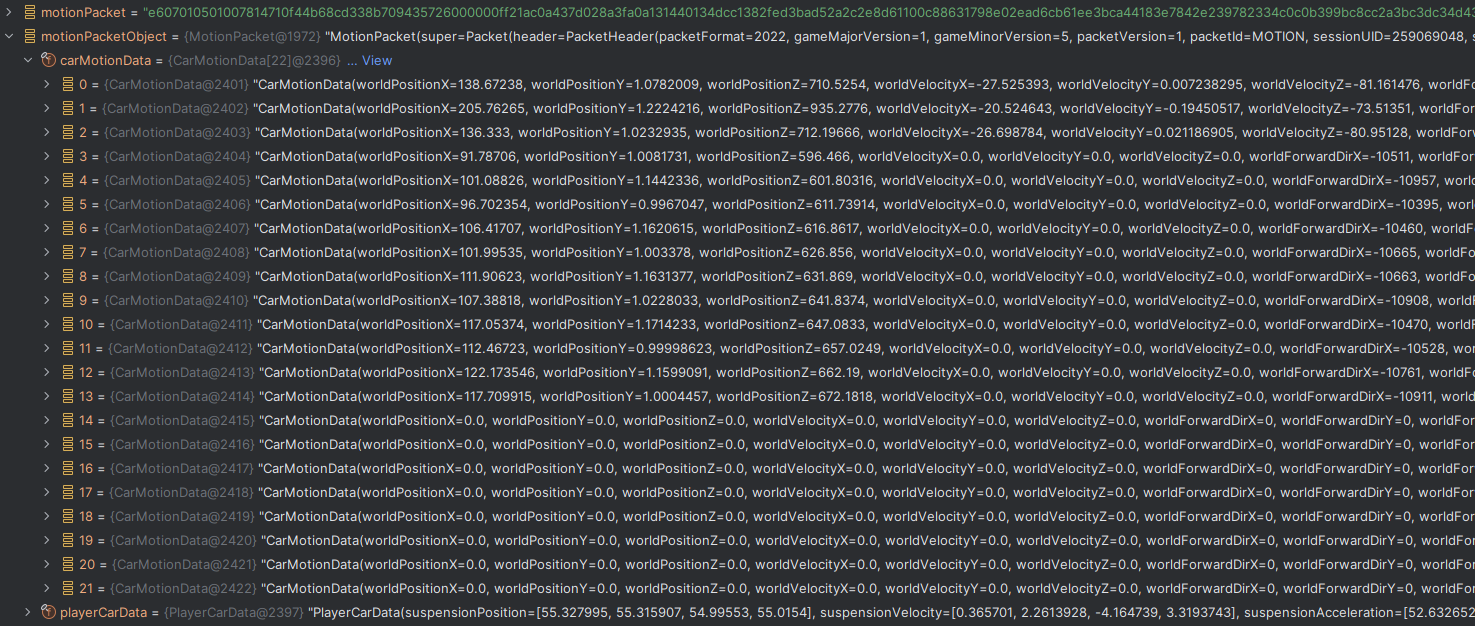 motionPacket = "e607010501007814710f44b68cd338b709435726000000ff21ac0a437d028a3fa0a131440134dcc1382fed3bad52a2c2e8d61100c88631798e02ead6cb61ee3bca44183e7842e239782334c0c0b399bc8cc2a3bc3dc34d43
motionPacketObject = {MotionPacket@1972} "MotionPacket(super=Packet(header=PacketHeader(packetFormat=2022, gameMajorVersion=1, gameMinorVersion=5, packetVersion=1, packetId=MOTION, sessionUID=259069048, s
carMotionData = {CarMotionData[22]@2396} ... View
0 = {CarMotionData@2401} "CarMotionData(worldPositionX=138.67238, worldPositionY=1.0782009, worldPositionZ=710.5254, worldVelocityX=-27.525393, worldVelocityY=0.007238295, worldVelocityZ=-81.161476, worldFo
1 = {CarMotionData@2402} "CarMotionData(worldPositionX=205.76265, worldPositionY=1.2224216, worldPositionZ=935.2776, worldVelocityX=-20.524643, worldVelocityY=-0.19450517, worldVelocityZ=-73.51351, worldFor
2 = {CarMotionData@2403} "CarMotionData(worldPositionX=136.333, worldPositionY=1.0232935, worldPositionZ=712.19666, worldVelocityX=-26.698784, worldVelocityY=0.021186905, worldVelocityZ=-80.95128, worldForw
3 = {CarMotionData@2404} "CarMotionData(worldPositionX=91.78706, worldPositionY=1.0081731, worldPositionZ=596.466, worldVelocityX=0.0, worldVelocityY=0.0, worldVelocityZ=0.0, worldForwardDirX=-10511, worldFor
4 = {CarMotionData@2405} "CarMotionData(worldPositionX=101.08826, worldPositionY=1.1442336, worldPositionZ=601.80316, worldVelocityX=0.0, worldVelocityY=0.0, worldVelocityZ=0.0, worldForwardDirX=-10957, world
5 = {CarMotionData@2406} "CarMotionData(worldPositionX=96.702354, worldPositionY=0.9967047, worldPositionZ=611.73914, worldVelocityX=0.0, worldVelocityY=0.0, worldVelocityZ=0.0, worldForwardDirX=-10395, world
6 = {CarMotionData@2407} "CarMotionData(worldPositionX=106.41707, worldPositionY=1.1620615, worldPositionZ=616.8617, worldVelocityX=0.0, worldVelocityY=0.0, worldVelocityZ=0.0, worldForwardDirX=-10460, worldF
7 = {CarMotionData@2408} "CarMotionData(worldPositionX=101.99535, worldPositionY=1.003378, worldPositionZ=626.856, worldVelocityX=0.0, worldVelocityY=0.0, worldVelocityZ=0.0, worldForwardDirX=-10665, worldFo
8 = {CarMotionData@2409} "CarMotionData(worldPositionX=111.90623, worldPositionY=1.1631377, worldPositionZ=631.869, worldVelocityX=0.0, worldVelocityY=0.0, worldVelocityZ=0.0, worldForwardDirX=-10663, worldFo
9 = {CarMotionData@2410} "CarMotionData(worldPositionX=107.38818, worldPositionY=1.0228033, worldPositionZ=641.8374, worldVelocityX=0.0, worldVelocityY=0.0, worldVelocityZ=0.0, worldForwardDirX=-10908, worldF
10 = {CarMotionData@2411} "CarMotionData(worldPositionX=117.05374, worldPositionY=1.1714233, worldPositionZ=647.0833, worldVelocityX=0.0, worldVelocityY=0.0, worldVelocityZ=0.0, worldForwardDirX=-10470, world
11 = {CarMotionData@2412} "CarMotionData(worldPositionX=112.46723, worldPositionY=0.99998623, worldPositionZ=657.0249, worldVelocityX=0.0, worldVelocityY=0.0, worldVelocityZ=0.0, worldForwardDirX=-10528, world
12 = {CarMotionData@2413} "CarMotionData(worldPositionX=122.173546, worldPositionY=1.1599091, worldPositionZ=662.19, worldVelocityX=0.0, worldVelocityY=0.0, worldVelocityZ=0.0, worldForwardDirX=-10761, worldFo
13 = {CarMotionData@2414} "CarMotionData(worldPositionX=117.709915, worldPositionY=1.0004457, worldPositionZ=672.1818, worldVelocityX=0.0, worldVelocityY=0.0, worldVelocityZ=0.0, worldForwardDirX=-10911, world
14 = {CarMotionData@2415} "CarMotionData(worldPositionX=0.0, worldPositionY=0.0, worldPositionZ=0.0, worldVelocityX=0.0, worldVelocityY=0.0, worldVelocityZ=0.0, worldForwardDirX=0, worldForwardDirY=0, worldFor
15 = {CarMotionData@2416} "CarMotionData(worldPositionX=0.0, worldPositionY=0.0, worldPositionZ=0.0, worldVelocityX=0.0, worldVelocityY=0.0, worldVelocityZ=0.0, worldForwardDirX=0, worldForwardDirY=0, worldFor
16 = {CarMotionData@2417} "CarMotionData(worldPositionX=0.0, worldPositionY=0.0, worldPositionZ=0.0, worldVelocityX=0.0, worldVelocityY=0.0, worldVelocityZ=0.0, worldForwardDirX=0, worldForwardDirY=0, worldFor
17 = {CarMotionData@2418} "CarMotionData(worldPositionX=0.0, worldPositionY=0.0, worldPositionZ=0.0, worldVelocityX=0.0, worldVelocityY=0.0, worldVelocityZ=0.0, worldForwardDirX=0, worldForwardDirY=0, worldFor
18 = {CarMotionData@2419} "CarMotionData(worldPositionX=0.0, worldPositionY=0.0, worldPositionZ=0.0, worldVelocityX=0.0, worldVelocityY=0.0, worldVelocityZ=0.0, worldForwardDirX=0, worldForwardDirY=0, worldFor
19 = {CarMotionData@2420} "CarMotionData(worldPositionX=0.0, worldPositionY=0.0, worldPositionZ=0.0, worldVelocityX=0.0, worldVelocityY=0.0, worldVelocityZ=0.0, worldForwardDirX=0, worldForwardDirY=0, worldFor
20 = {CarMotionData@2421} "CarMotionData(worldPositionX=0.0, worldPositionY=0.0, worldPositionZ=0.0, worldVelocityX=0.0, worldVelocityY=0.0, worldVelocityZ=0.0, worldForwardDirX=0, worldForwardDirY=0, worldFor
21 = {CarMotionData@2422} "CarMotionData(worldPositionX=0.0, worldPositionY=0.0, worldPositionZ=0.0, worldVelocityX=0.0, worldVelocityY=0.0, worldVelocityZ=0.0, worldForwardDirX=0, worldForwardDirY=0, worldFor
playerCarData = {PlayerCarData@2397} "PlayerCarData(suspensionPosition=[55.327995, 55.315907, 54.99553, 55.0154], suspensionVelocity=[0.365701, 2.2613928, -4.164739, 3.3193743], suspensionAcceleration=[52.632652